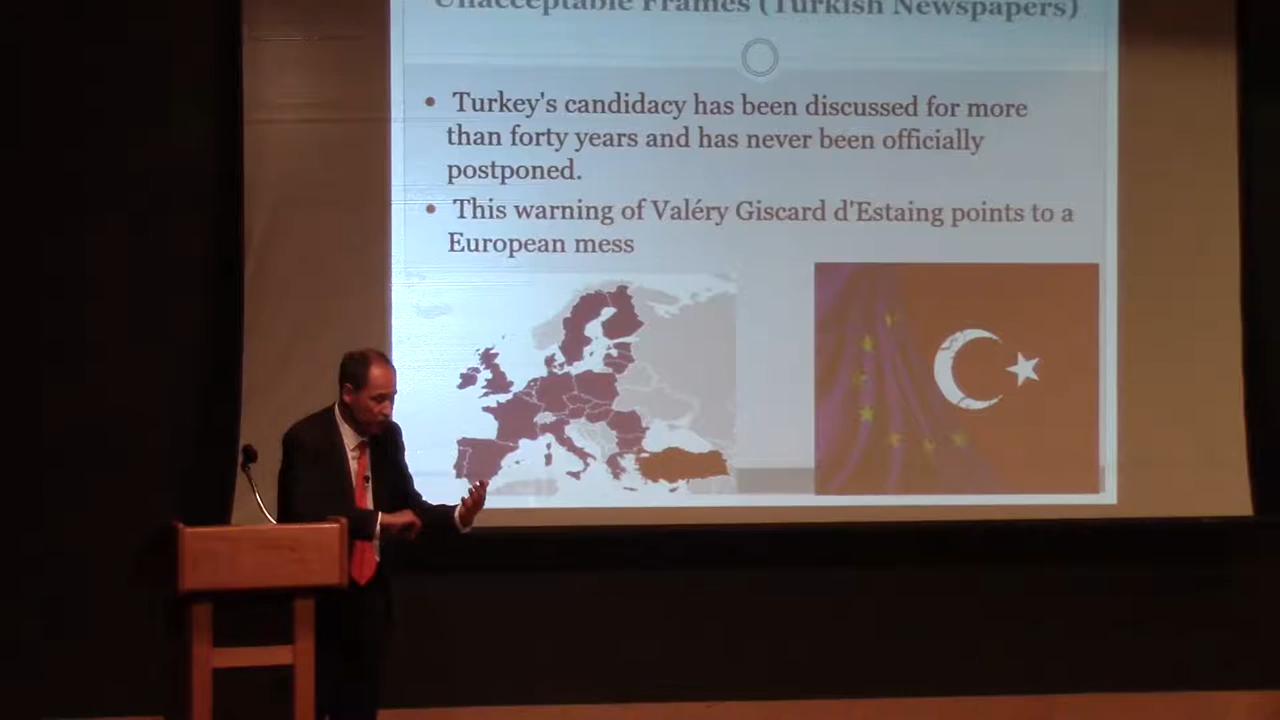 Unacceptable Frames (Turkish Newspapers)
• Turkey's candidacy has been discussed for more
than forty years and has never been officially
postponed.
• This warning of Valéry Giscard d'Estaing points to a
European mess